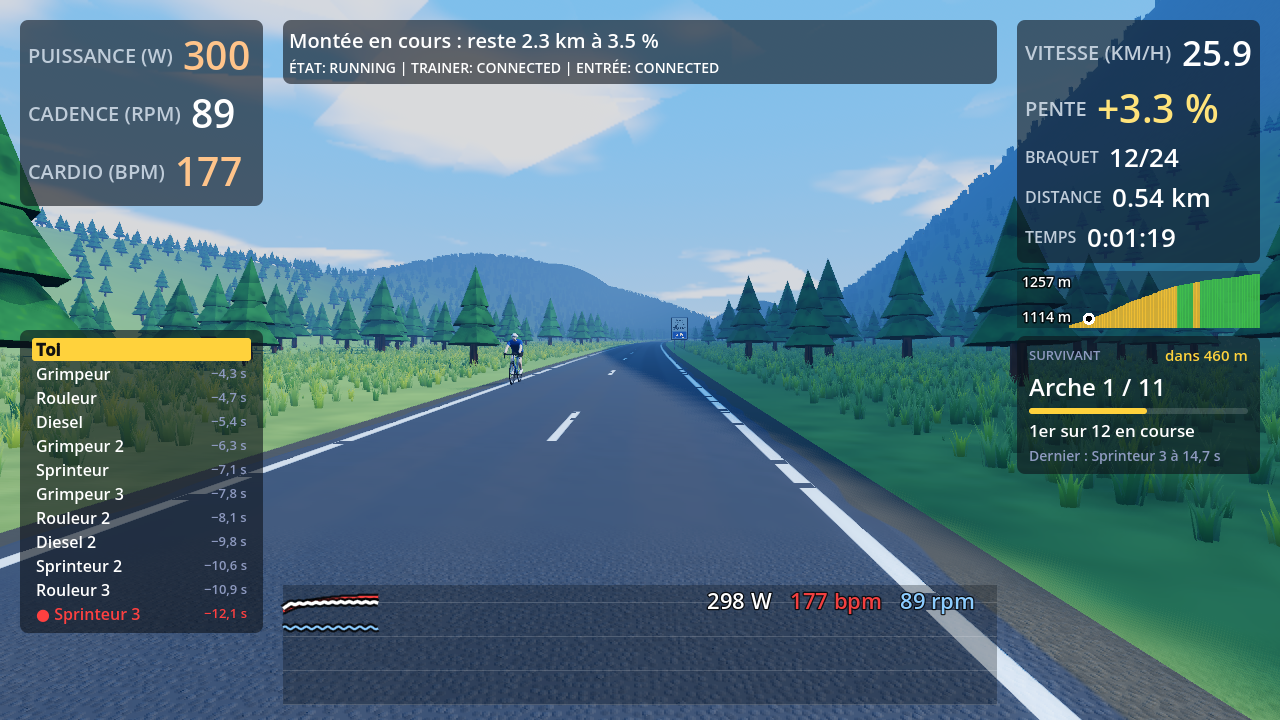 PUISSANCE (W) 300
CADENCE (RPM) 89
CARDIO (BPM) 177
Montée en cours : reste 2.3 km à 3.5 %
ÉTAT: RUNNING | TRAINER: CONNECTED | ENTRÉE: CONNECTED
VITESSE (KM/H) 25.9
PENTE +3.3 %
BRAQUET 12/24
DISTANCE 0.54 km
TEMPS 0:01:19
1257 m
1114 m
SURVIVANT dans 460 m
Arche 1 / 11
1er sur 12 en course
Dernier : Sprinteur 3 à 14,7 s
Toi
Grimpeur −4,3 s
Rouleur −4,7 s
Diesel −5,4 s
Grimpeur 2 −6,3 s
Sprinteur −7,1 s
Grimpeur 3 −7,8 s
Rouleur 2 −8,1 s
Diesel 2 −9,8 s
Sprinteur 2 −10,6 s
Rouleur 3 −10,9 s
Sprinteur 3 −12,1 s
298 W 177 bpm 89 rpm